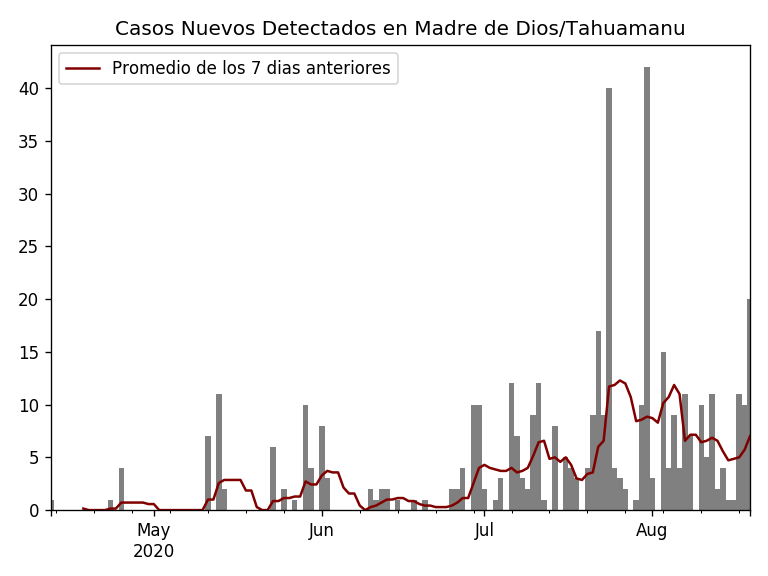 Casos Nuevos Detectados en Madre de Dios/Tahuamanu
Promedio de los 7 dias anteriores
40
35
30
25
20
15
10
5
0
May
2020
Jun
Jul
Aug